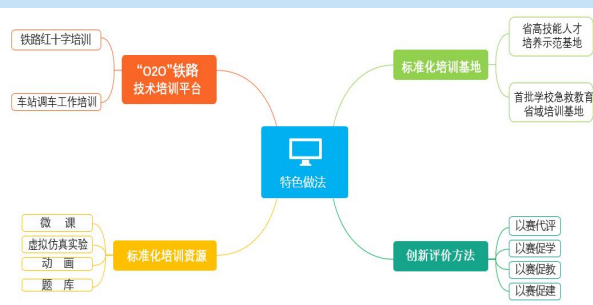 铁路红十字培训
车站调车工作培训
“O2O”铁路
技术培训平台
标准化培训基地
省高技能人才
培养示范基地
首批学校急救教育
省域培训基地
特色做法
微 课
虚拟仿真实验
动 画
题 库
标准化培训资源
创新评价方法
以赛代评
以赛促学
以赛促教
以赛促建